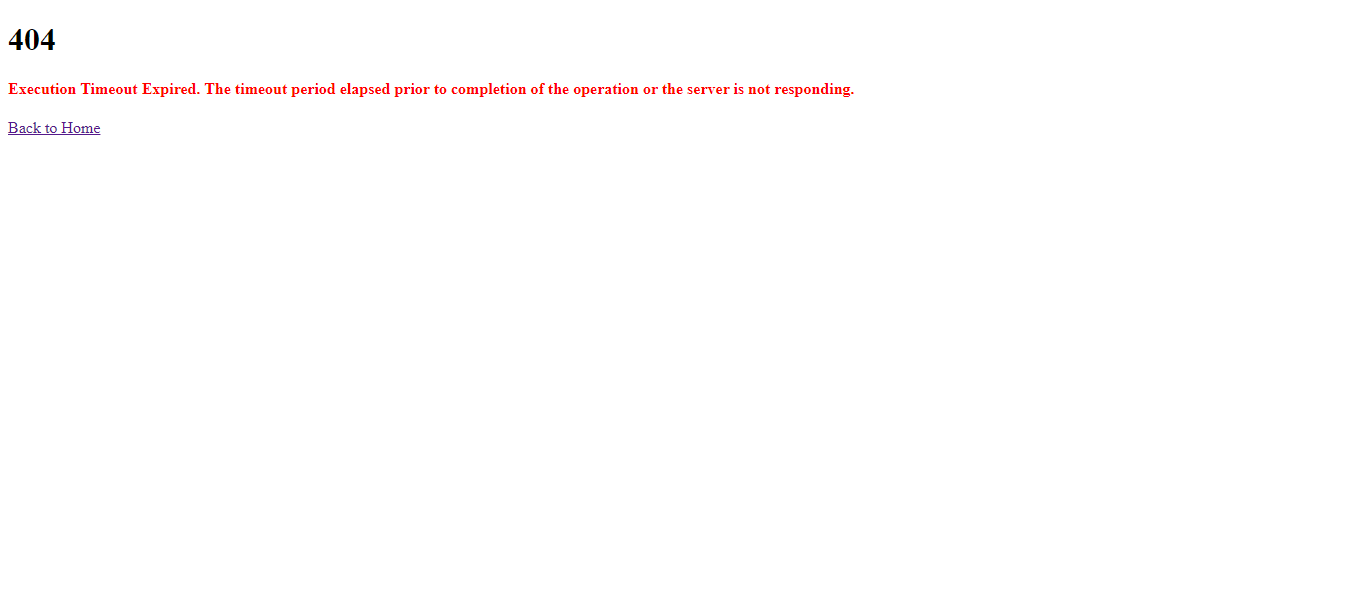 404
Execution Timeout Expired. The timeout period elapsed prior to completion of the operation or the server is not responding.
Back to Home